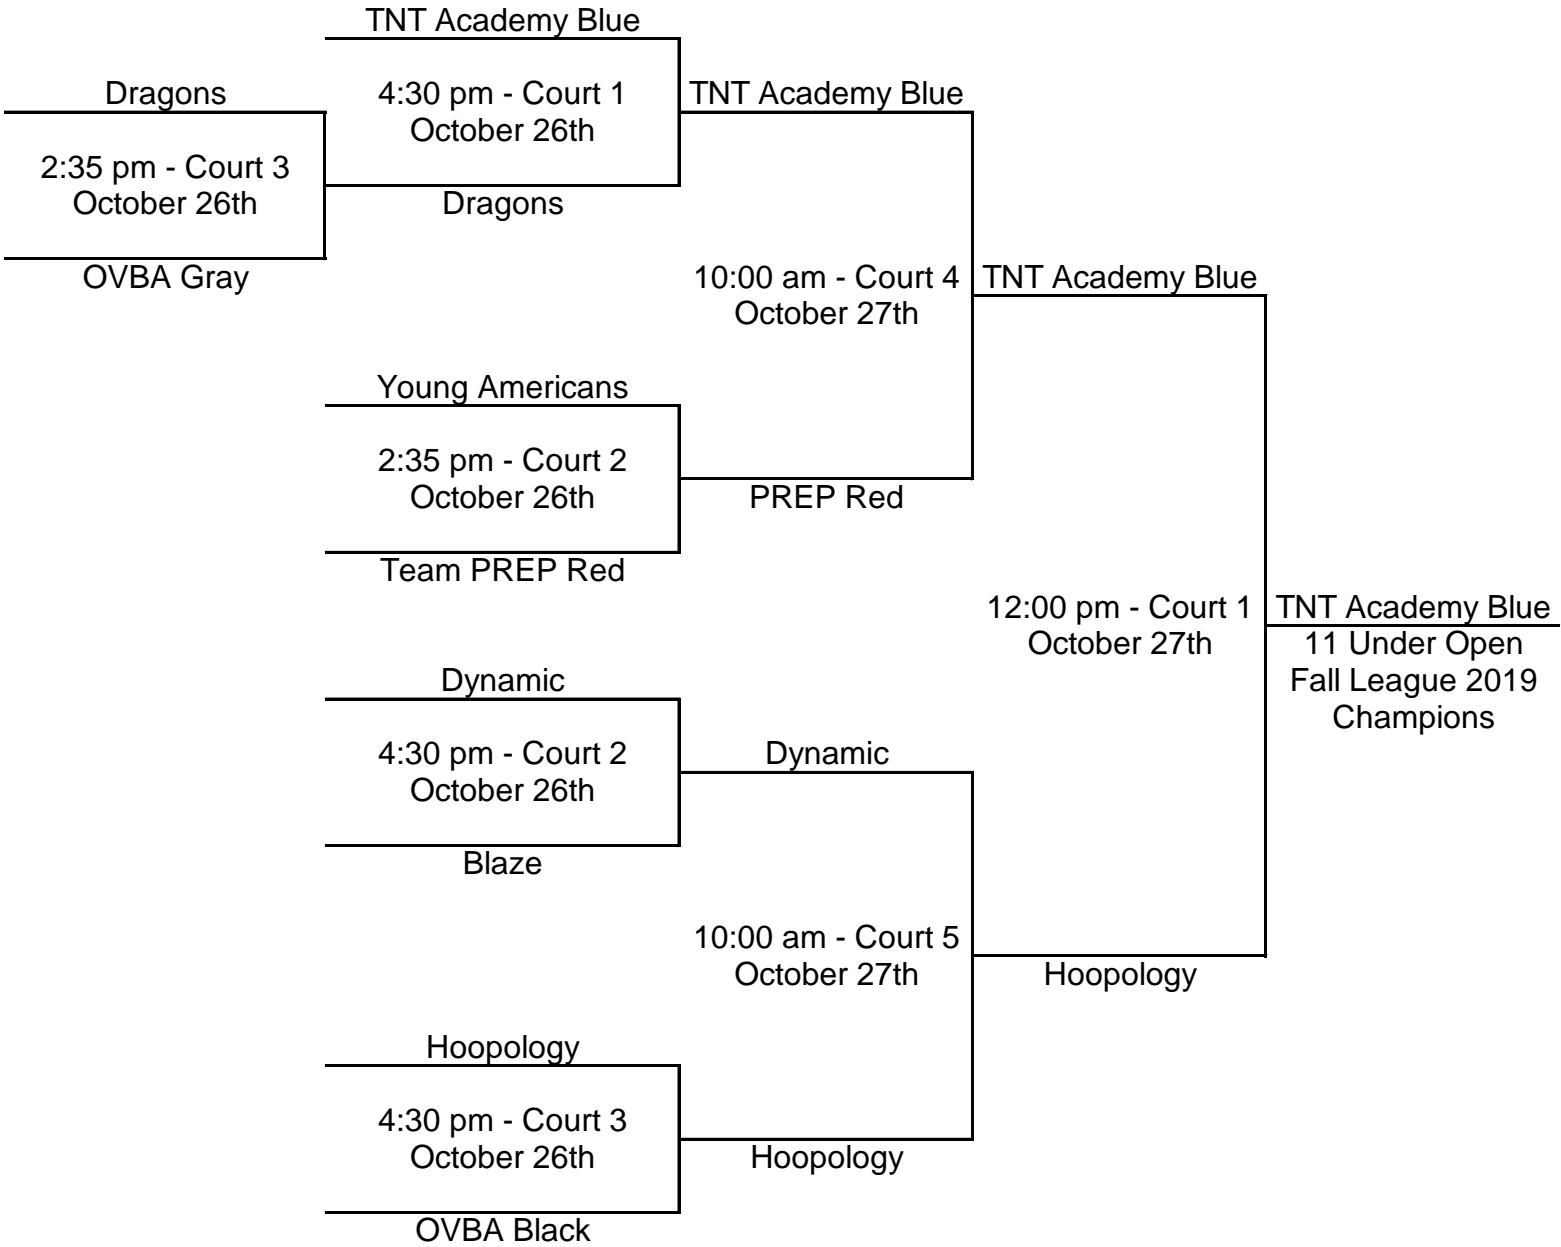 TNT Academy Blue
Dragons
4:30 pm - Court 1
October 26th
TNT Academy Blue
2:35 pm - Court 3
October 26th
Dragons
OVBA Gray
10:00 am - Court 4
October 27th
TNT Academy Blue
Young Americans
2:35 pm - Court 2
October 26th
PREP Red
Team PREP Red
12:00 pm - Court 1
October 27th
TNT Academy Blue
11 Under Open
Fall League 2019
Champions
Dynamic
4:30 pm - Court 2
October 26th
Dynamic
Blaze
10:00 am - Court 5
October 27th
Hoopology
Hoopology
4:30 pm - Court 3
October 26th
Hoopology
OVBA Black